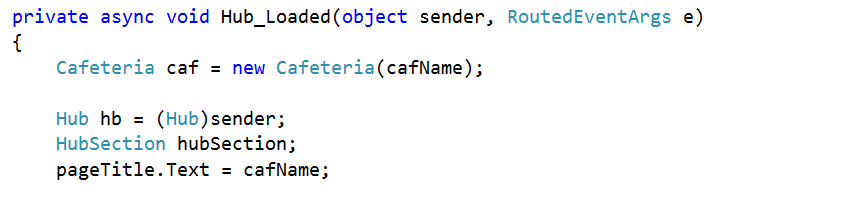 private async void Hub_Loaded(object sender, RoutedEventArgs e)
{
    Cafeteria caf = new Cafeteria(cafName);
    Hub hb = (Hub)sender;
    HubSection hubSection;
    pageTitle.Text = cafName;